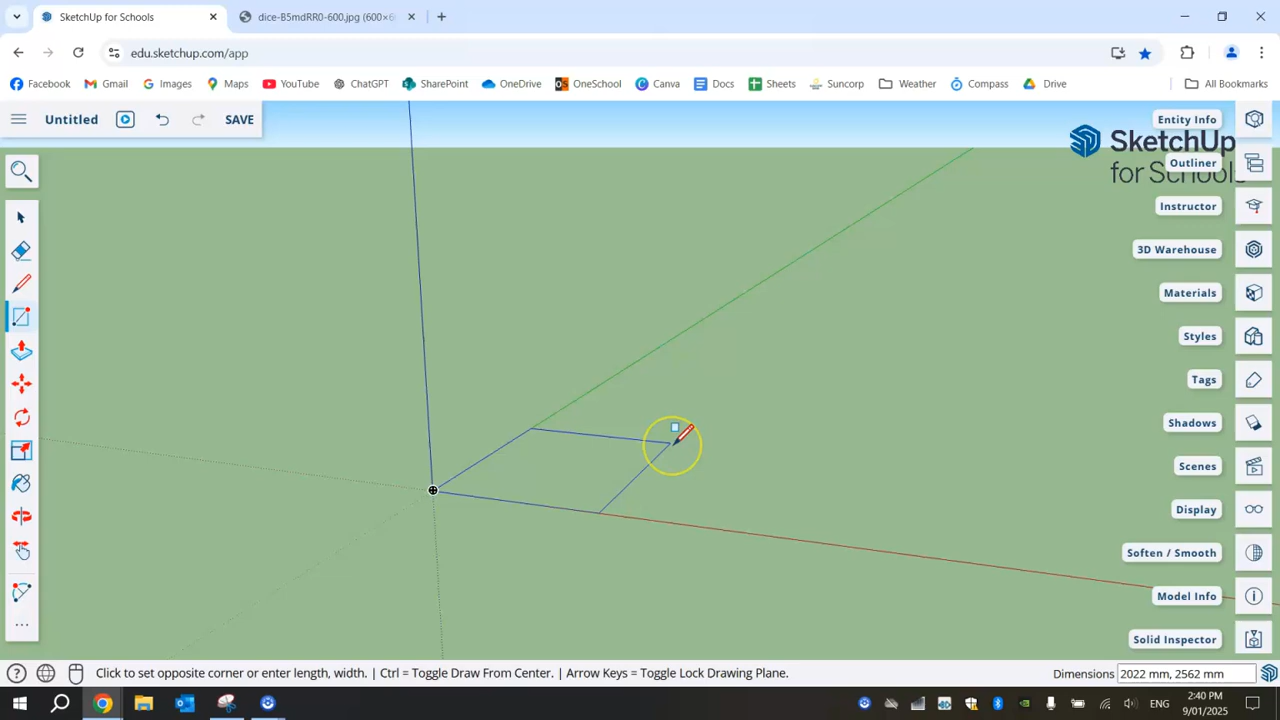 SketchUp for Schools
dice-B5mdRR0-600.jpg (600×6
edu.sketchup.com/app
Facebook
Gmail
Images
Maps
YouTube
ChatGPT
SharePoint
OneDrive
OneSchool
Canva
Docs
Sheets
Suncorp
Weather
Compass
Drive
All Bookmarks
Untitled
SAVE
SketchUp
for Schools
Entity Info
Outliner
Instructor
3D Warehouse
Materials
Styles
Tags
Shadows
Scenes
Display
Soften / Smooth
Model Info
Solid Inspector
Click to set opposite corner or enter length, width. | Ctrl = Toggle Draw From Center. | Arrow Keys = Toggle Lock Drawing Plane.
Dimensions 2022 mm, 2562 mm
ENG
2:40 PM
9/01/2025